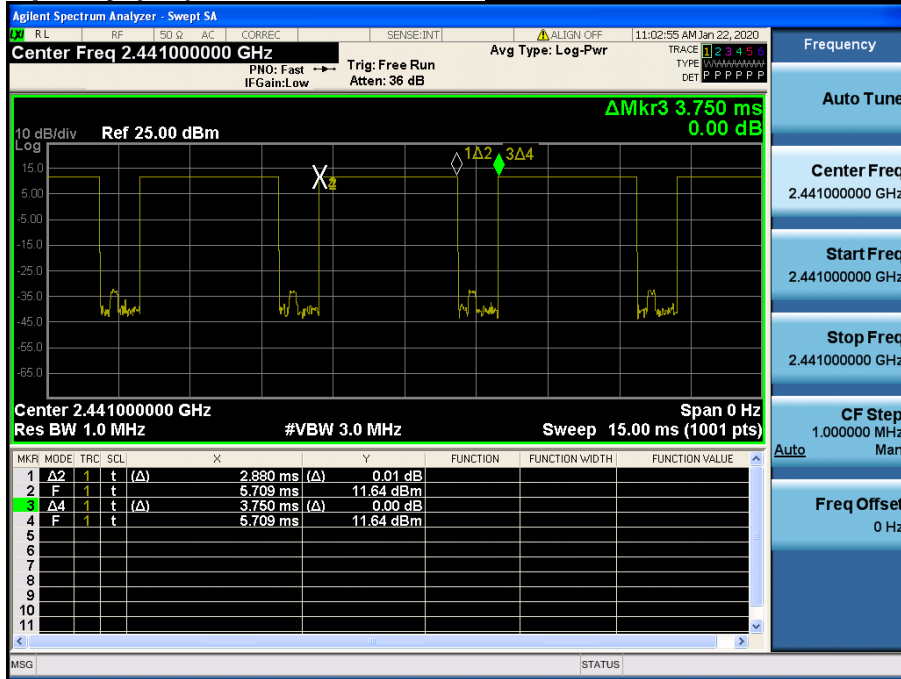 Agilent Spectrum Analyzer - Swept SA
LXI RL RF 50 Ω AC CORREC SENSE:INT ALIGN OFF 11:02:55 AM Jan 22, 2020
Center Freq 2.441000000 GHz Avg Type: Log-Pwr TRACE 1 2 3 4 5 6
PNO: Fast Trig: Free Run TYPE WWWWWW
IFGain:Low Atten: 36 dB DET P P P P P P
Frequency
ΔMkr3 3.750 ms
0.00 dB
10 dB/div Ref 25.00 dBm
Log
15.0
5.00
-5.00
-15.0
-25.0
-35.0
-45.0
-55.0
-65.0
X2
1Δ2 3Δ4
Center 2.441000000 GHz Span 0 Hz
Res BW 1.0 MHz #VBW 3.0 MHz Sweep 15.00 ms (1001 pts)
MKR MODE TRC SCL X Y FUNCTION FUNCTION WIDTH FUNCTION VALUE
1 Δ2 1 t (Δ) 2.880 ms (Δ) 0.01 dB
2 F 1 t 5.709 ms 11.64 dBm
3 Δ4 1 t (Δ) 3.750 ms (Δ) 0.00 dB
4 F 1 t 5.709 ms 11.64 dBm
5
6
7
8
9
10
11
Auto Tune
Center Freq
2.441000000 GHz
Start Freq
2.441000000 GHz
Stop Freq
2.441000000 GHz
CF Step
1.000000 MHz
Auto Man
Freq Offset
0 Hz
MSG STATUS